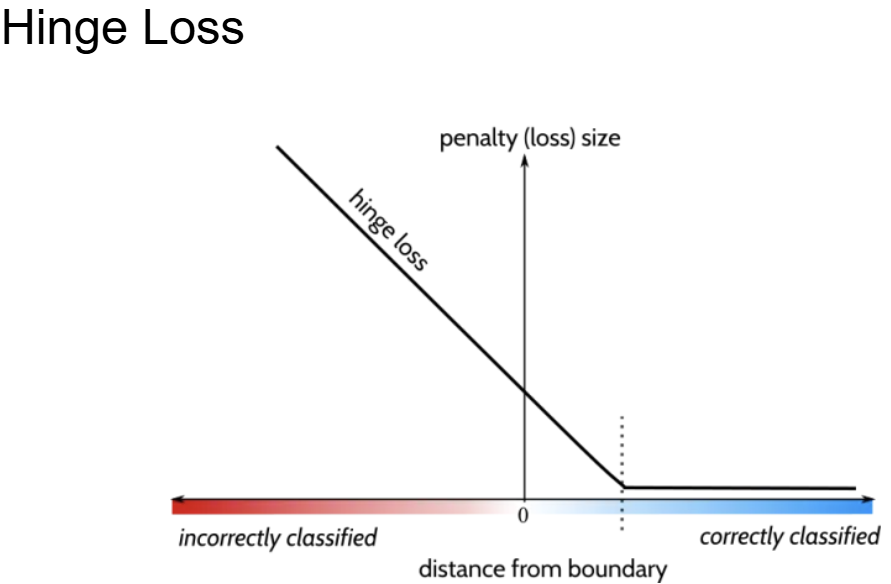 Hinge Loss
penalty (loss) size
hinge loss
0
incorrectly classified
correctly classified
distance from boundary